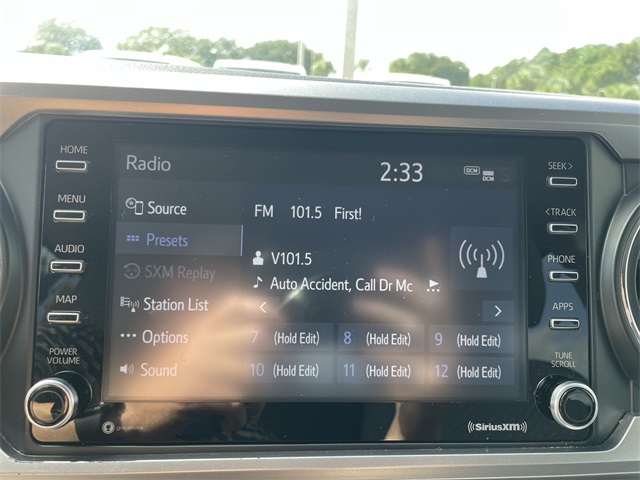 HOME
MENU
AUDIO
MAP
POWER
VOLUME
Radio
2:33
DCM
DCM
Source
Presets
SXM Replay
Station List
Options
Sound
FM 101.5 First!
V101.5
Auto Accident, Call Dr Mc
7 (Hold Edit) 8 (Hold Edit) 9 (Hold Edit)
10 (Hold Edit) 11 (Hold Edit) 12 (Hold Edit)
SEEK >
< TRACK
PHONE
APPS
TUNE
SCROLL
SiriusXM